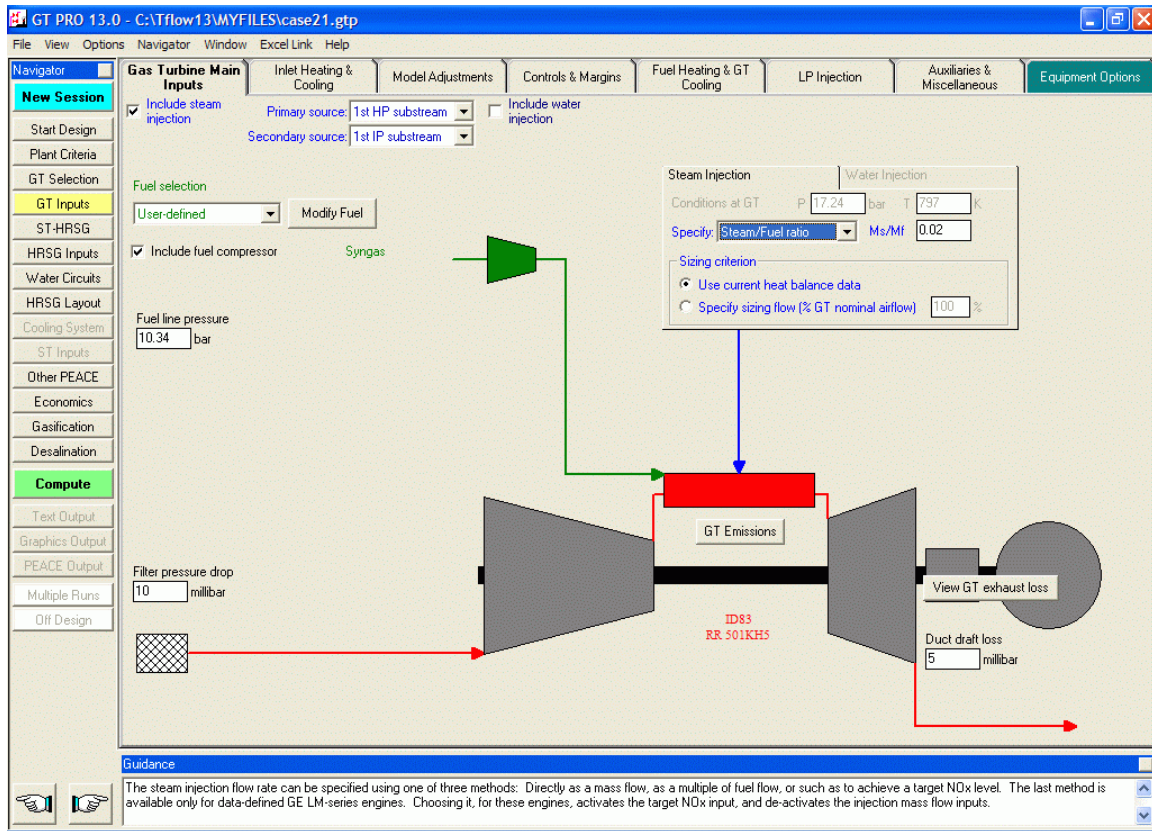 GT PRO 13.0 - C:\Tflow13\MYFILES\case21.gtp
File View Options Navigator Window Excel Link Help
Navigator
New Session
Start Design
Plant Criteria
GT Selection
GT Inputs
ST-HRSG
HRSG Inputs
Water Circuits
HRSG Layout
Cooling System
ST Inputs
Other PEACE
Economics
Gasification
Desalination
Compute
Text Output
Graphics Output
PEACE Output
Multiple Runs
Off Design
Gas Turbine Main
Inputs
Inlet Heating &
Cooling
Model Adjustments
Controls & Margins
Fuel Heating & GT
Cooling
LP Injection
Auxiliaries &
Miscellaneous
Equipment Options
Include steam
injection
Primary source: 1st HP substream
Include water
injection
Secondary source: 1st IP substream
Fuel selection
User-defined Modify Fuel
Include fuel compressor Syngas
Fuel line pressure
10.34 bar
Steam Injection Water Injection
Conditions at GT P 17.24 bar T 797 K
Specify: Steam/Fuel ratio Ms/Mf 0.02
Sizing criterion
Use current heat balance data
Specify sizing flow (% GT nominal airflow) 100 %
GT Emissions
Filter pressure drop
10 millibar
View GT exhaust loss
ID83
RR 501KH5
Duct draft loss
5 millibar
Guidance
The steam injection flow rate can be specified using one of three methods: Directly as a mass flow, as a multiple of fuel flow, or such as to achieve a target NOx level. The last method is
available only for data-defined GE LM-series engines. Choosing it, for these engines, activates the target NOx input, and de-activates the injection mass flow inputs.